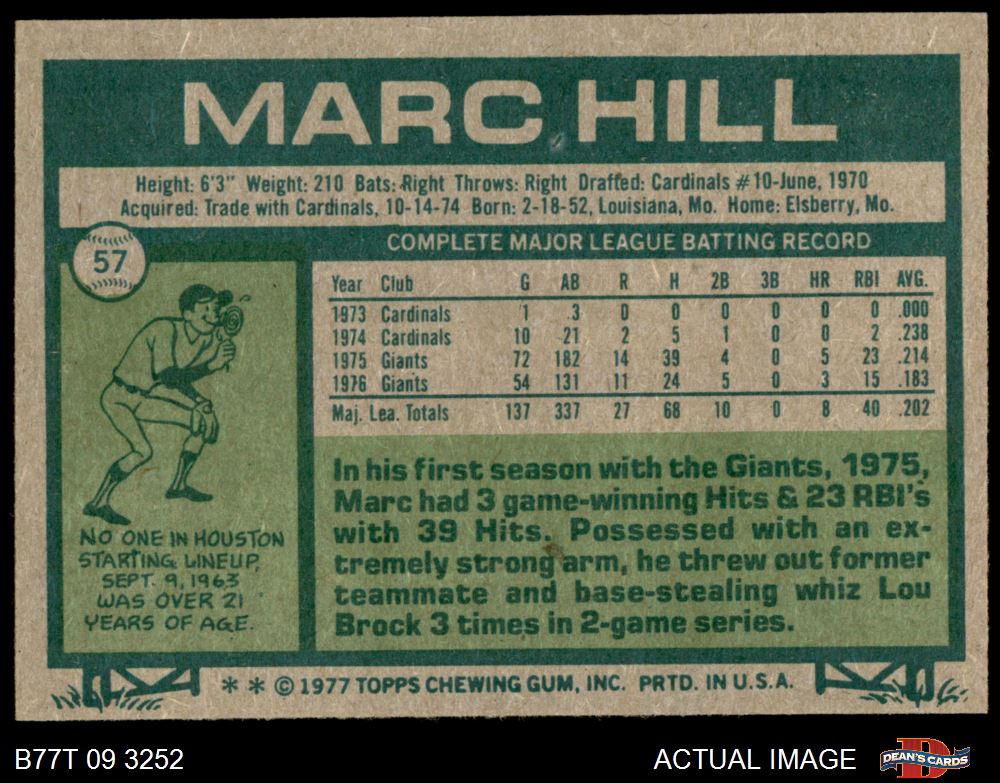 MARC HILL
Height: 6'3" Weight: 210 Bats: Right Throws: Right Drafted: Cardinals #10-June, 1970
Acquired: Trade with Cardinals, 10-14-74 Born: 2-18-52, Louisiana, Mo. Home: Elsberry, Mo.
57
COMPLETE MAJOR LEAGUE BATTING RECORD
Year Club G AB R H 2B 3B HR RBI AVG.
1973 Cardinals 1 3 0 0 0 0 0 0 .000
1974 Cardinals 10 21 2 5 1 0 0 2 .238
1975 Giants 72 182 14 39 4 0 5 23 .214
1976 Giants 54 131 11 24 5 0 3 15 .183
Maj. Lea. Totals 137 337 27 68 10 0 8 40 .202
NO ONE IN HOUSTON
STARTING LINEUP,
SEPT. 9, 1963
WAS OVER 21
YEARS OF AGE.
In his first season with the Giants, 1975,
Marc had 3 game-winning Hits & 23 RBI's
with 39 Hits. Possessed with an ex-
tremely strong arm, he threw out former
teammate and base-stealing whiz Lou
Brock 3 times in 2-game series.
* * © 1977 TOPPS CHEWING GUM, INC. PRTD. IN U.S.A.
B77T 09 3252
ACTUAL IMAGE
DEAN'S CARDS